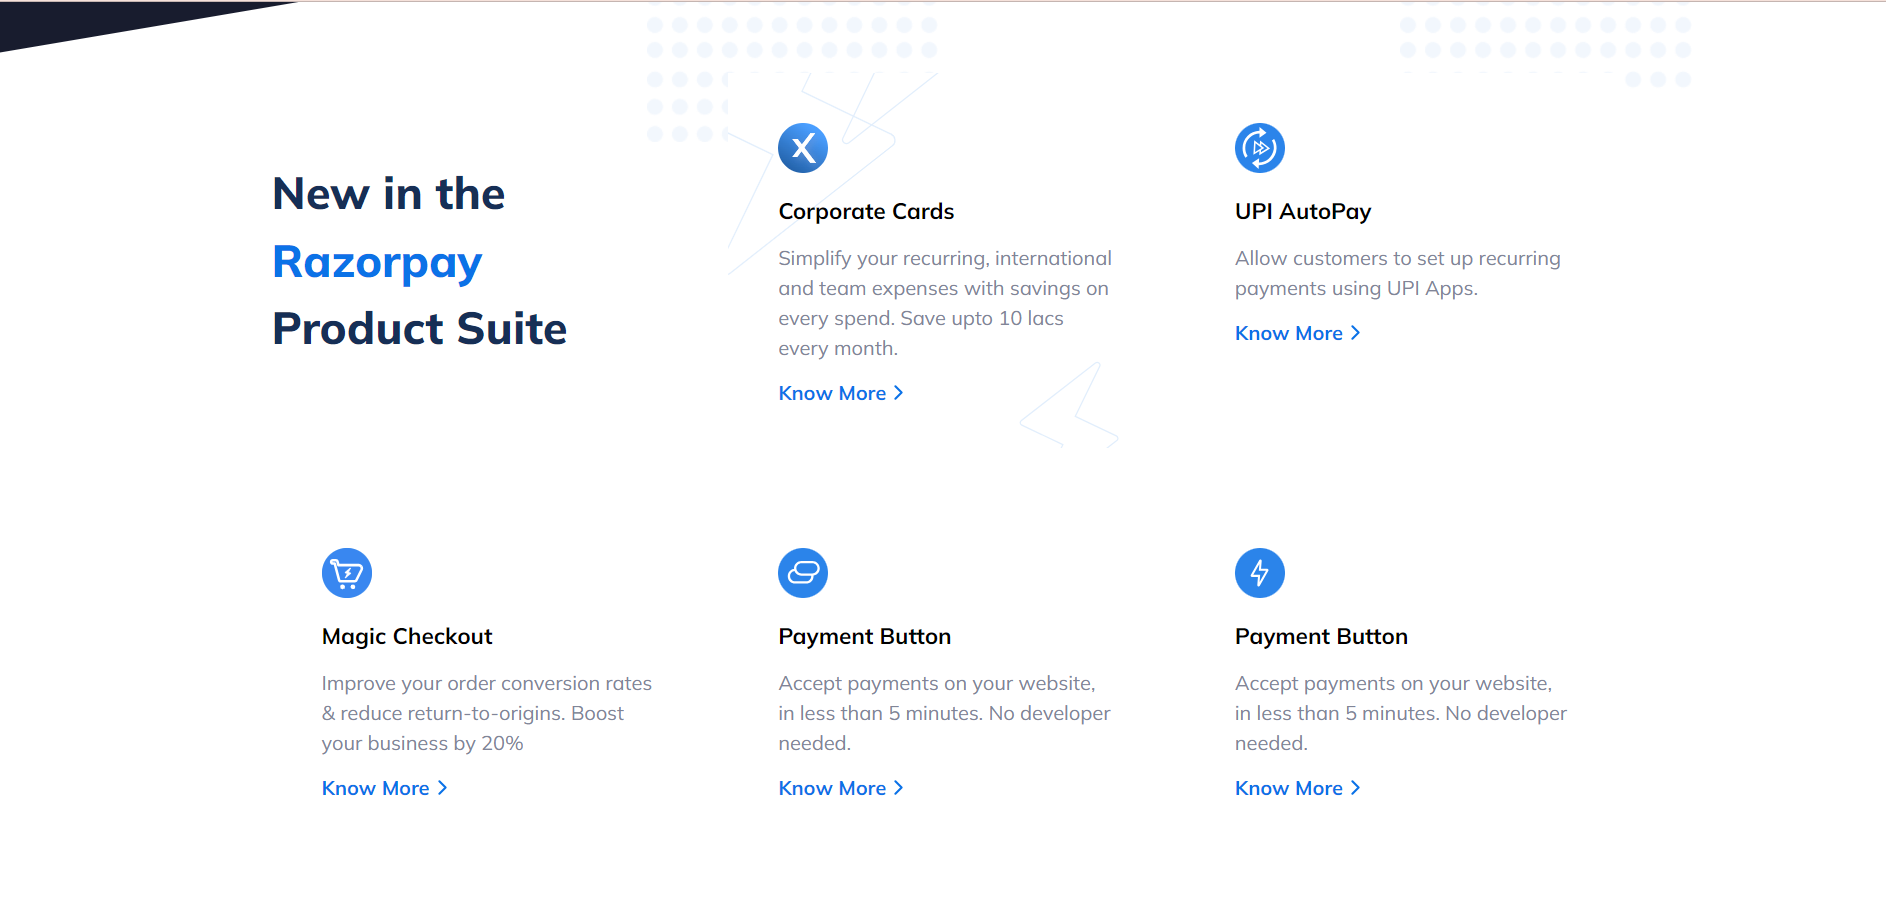 New in the
Razorpay
Product Suite
Corporate Cards
Simplify your recurring, international
and team expenses with savings on
every spend. Save upto 10 lacs
every month.
Know More
UPI AutoPay
Allow customers to set up recurring
payments using UPI Apps.
Know More
Magic Checkout
Improve your order conversion rates
& reduce return-to-origins. Boost
your business by 20%
Know More
Payment Button
Accept payments on your website,
in less than 5 minutes. No developer
needed.
Know More
Payment Button
Accept payments on your website,
in less than 5 minutes. No developer
needed.
Know More